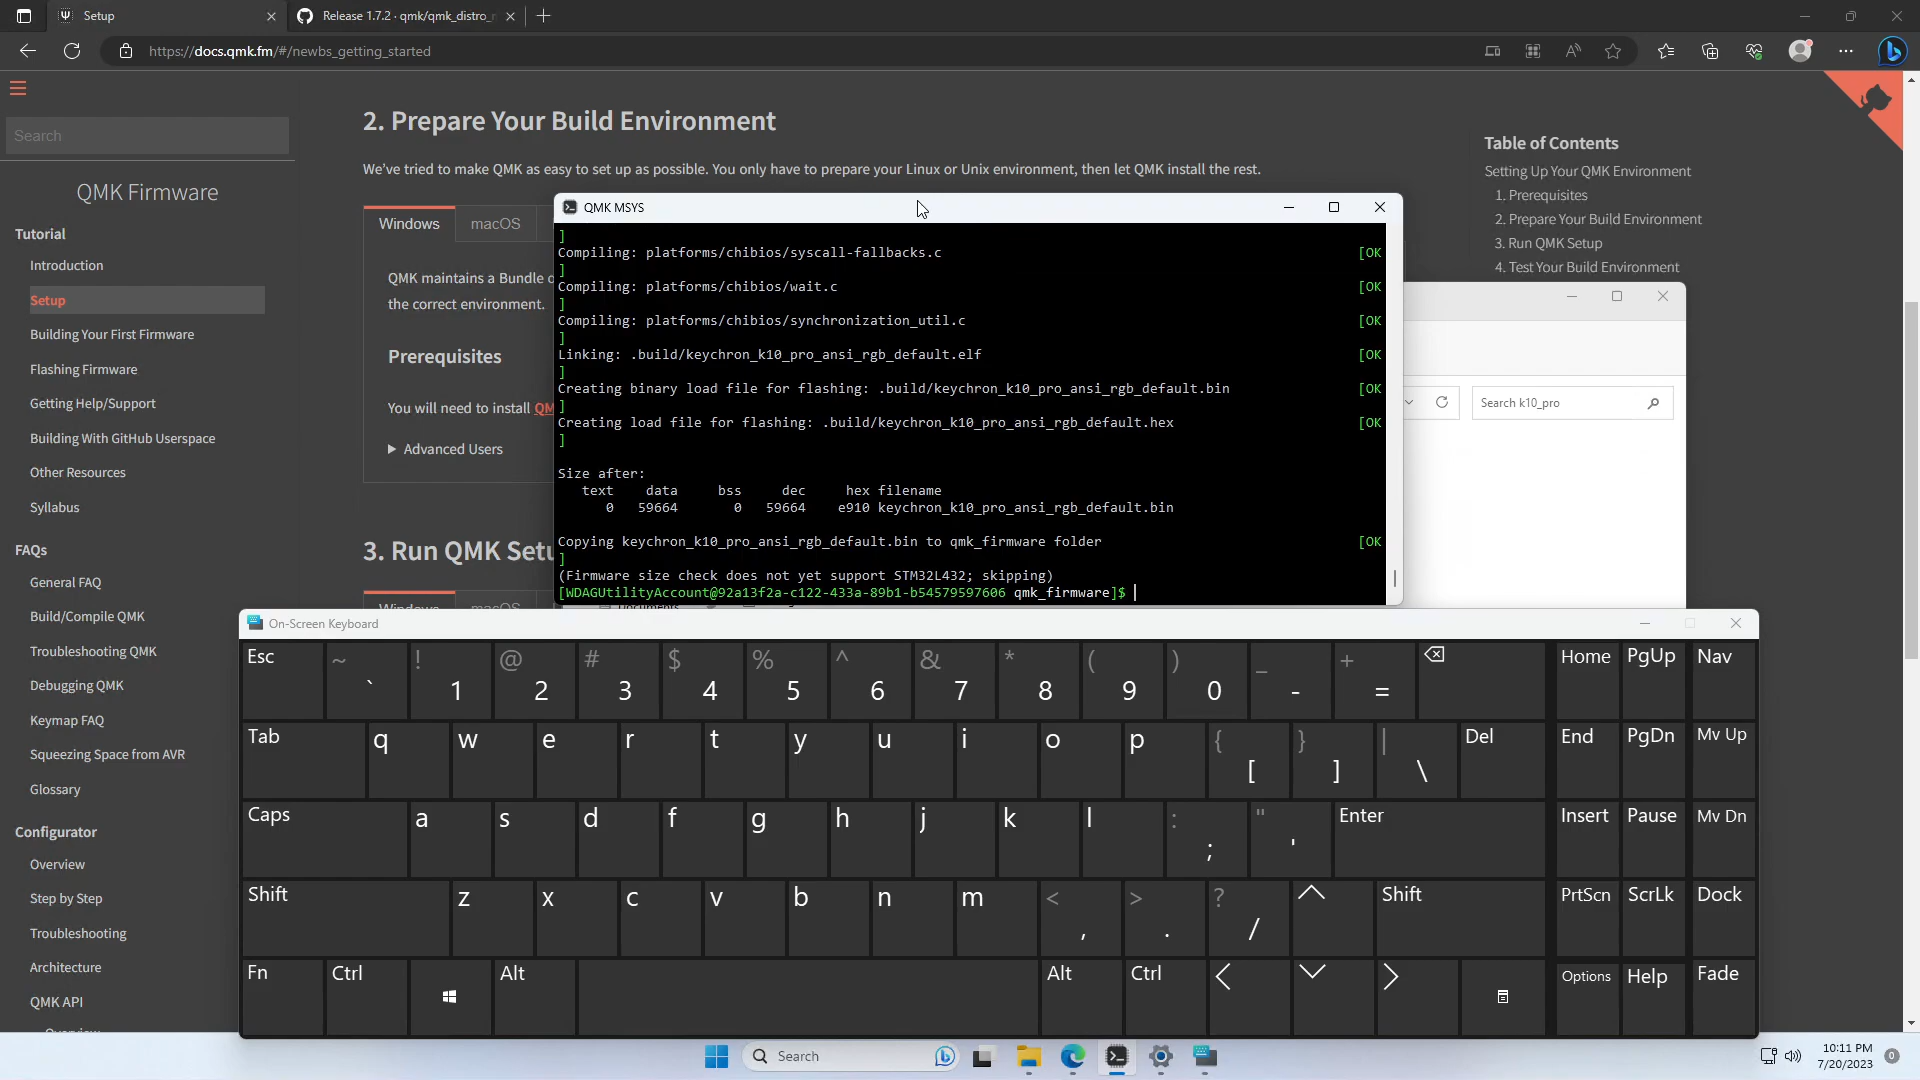 Setup
Release 1.7.2 · qmk/qmk_distro_
https://docs.qmk.fm/#/newbs_getting_started
Search
QMK Firmware
Tutorial
Introduction
Setup
Building Your First Firmware
Flashing Firmware
Getting Help/Support
Building With GitHub Userspace
Other Resources
Syllabus
FAQs
General FAQ
Build/Compile QMK
Troubleshooting QMK
Debugging QMK
Keymap FAQ
Squeezing Space from AVR
Glossary
Configurator
Overview
Step by Step
Troubleshooting
Architecture
QMK API
Overview
2. Prepare Your Build Environment
We've tried to make QMK as easy to set up as possible. You only have to prepare your Linux or Unix environment, then let QMK install the rest.
Windows macOS
QMK maintains a Bundle o
the correct environment.
Prerequisites
You will need to install QM
Advanced Users
3. Run QMK Setu
Windows macOS
Table of Contents
Setting Up Your QMK Environment
1. Prerequisites
2. Prepare Your Build Environment
3. Run QMK Setup
4. Test Your Build Environment
QMK MSYS
]
Compiling: platforms/chibios/syscall-fallbacks.c [OK
]
Compiling: platforms/chibios/wait.c [OK
]
Compiling: platforms/chibios/synchronization_util.c [OK
]
Linking: .build/keychron_k10_pro_ansi_rgb_default.elf [OK
]
Creating binary load file for flashing: .build/keychron_k10_pro_ansi_rgb_default.bin [OK
]
Creating load file for flashing: .build/keychron_k10_pro_ansi_rgb_default.hex [OK
]
Size after:
text data bss dec hex filename
0 59664 0 59664 e910 keychron_k10_pro_ansi_rgb_default.bin
Copying keychron_k10_pro_ansi_rgb_default.bin to qmk_firmware folder [OK
]
(Firmware size check does not yet support STM32L432; skipping)
[WDAGUtilityAccount@92a13f2a-c122-433a-89b1-b54579597606 qmk_firmware]$
Search k10_pro
Documents
On-Screen Keyboard
Esc ~ ` ! 1 @ 2 # 3 $ 4 % 5 ^ 6 & 7 * 8 ( 9 ) 0 _ - + = Home PgUp Nav
Tab q w e r t y u i o p { [ } ] | \ Del End PgDn Mv Up
Caps a s d f g h j k l : ; " ' Enter Insert Pause Mv Dn
Shift z x c v b n m < , > . ? / Shift PrtScn ScrLk Dock
Fn Ctrl Alt Alt Ctrl Options Help Fade
Search
10:11 PM
7/20/2023
0